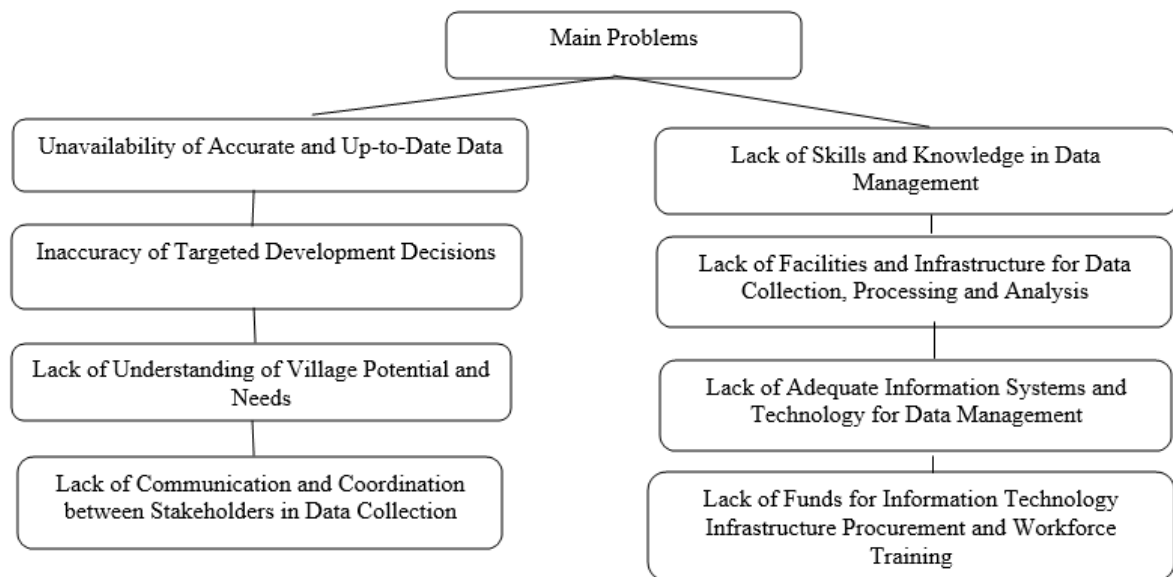 Main Problems
Unavailability of Accurate and Up-to-Date Data
Inaccuracy of Targeted Development Decisions
Lack of Understanding of Village Potential and
Needs
Lack of Communication and Coordination
between Stakeholders in Data Collection
Lack of Skills and Knowledge in Data
Management
Lack of Facilities and Infrastructure for Data
Collection, Processing and Analysis
Lack of Adequate Information Systems and
Technology for Data Management
Lack of Funds for Information Technology
Infrastructure Procurement and Workforce
Training